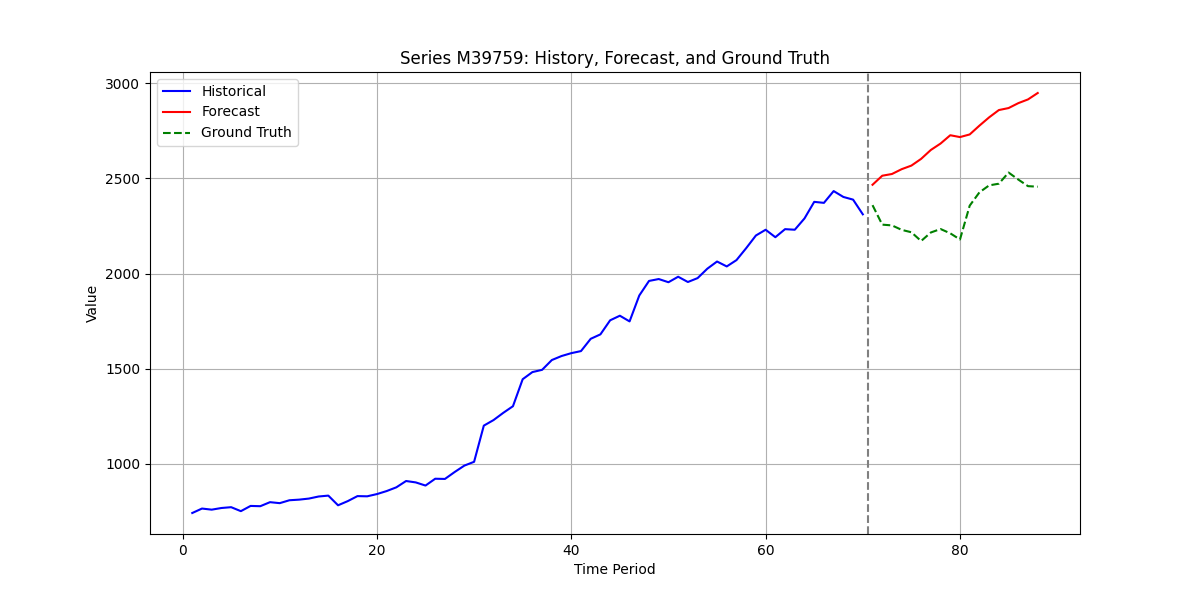 Series M39759: History, Forecast, and Ground Truth
Historical
Forecast
Ground Truth
3000
2500
2000
1500
1000
Value
0
20
40
60
80
Time Period